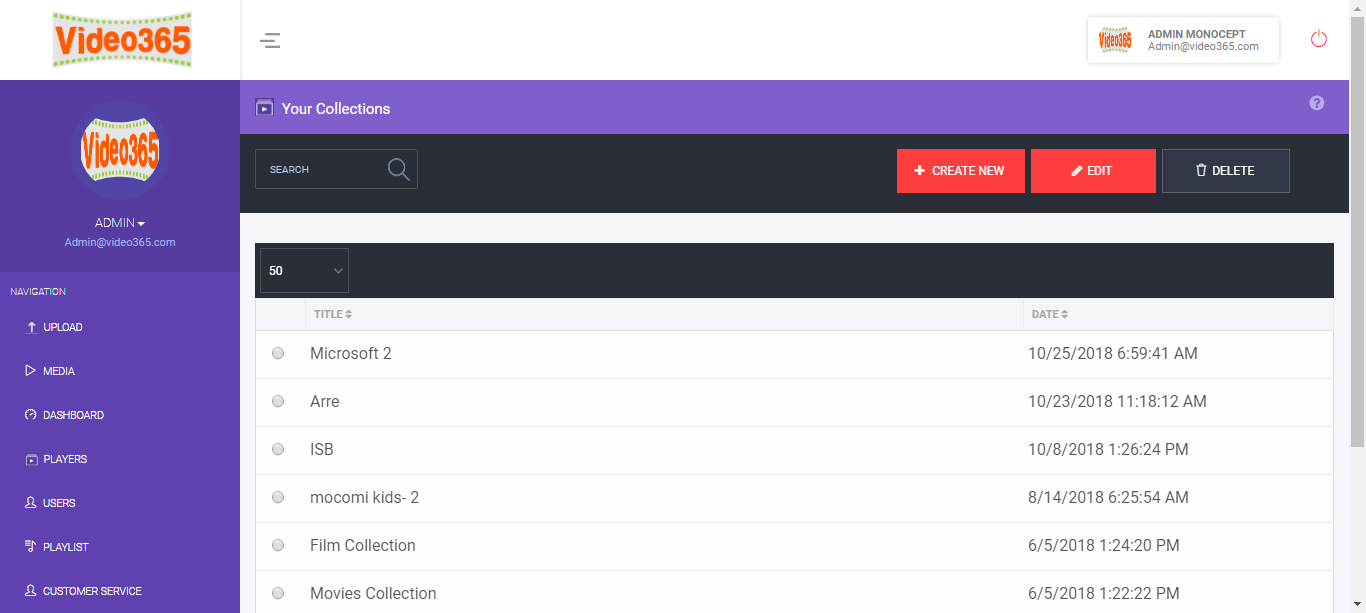 Video365
ADMIN MONOCEPT
Admin@video365.com
Video365
Video365
ADMIN
Admin@video365.com
NAVIGATION
UPLOAD
MEDIA
DASHBOARD
PLAYERS
USERS
PLAYLIST
CUSTOMER SERVICE
Your Collections
?
SEARCH
+ CREATE NEW
EDIT
DELETE
50
TITLE DATE
Microsoft 2 10/25/2018 6:59:41 AM
Arre 10/23/2018 11:18:12 AM
ISB 10/8/2018 1:26:24 PM
mocomi kids- 2 8/14/2018 6:25:54 AM
Film Collection 6/5/2018 1:24:20 PM
Movies Collection 6/5/2018 1:22:22 PM